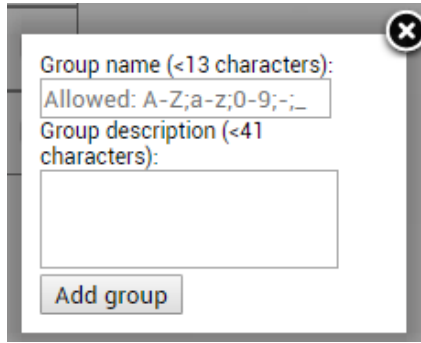 Group name (<13 characters):
Allowed: A-Z;a-z;0-9;-;_
Group description (<41
characters):
Add group